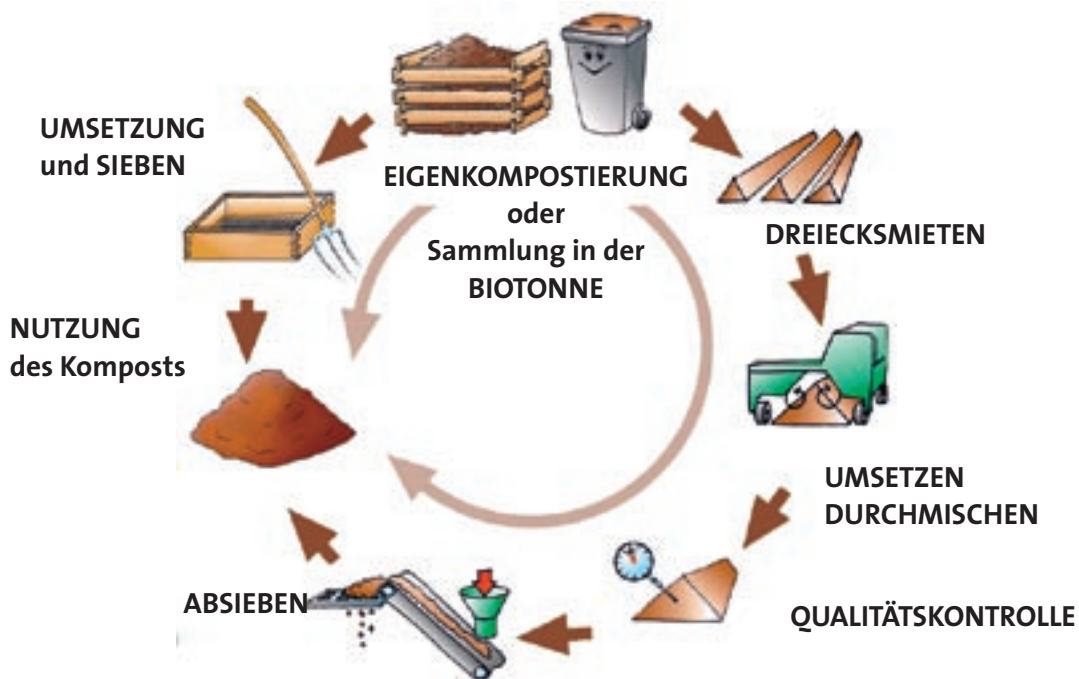 UMSETZUNG
und SIEBEN
EIGENKOMPOSTIERUNG
oder
Sammlung in der
BIOTONNE
DREIECKSMIETEN
NUTZUNG
des Komposts
UMSETZEN
DURCHMISCHEN
ABSIEBEN
QUALITÄTSKONTROLLE